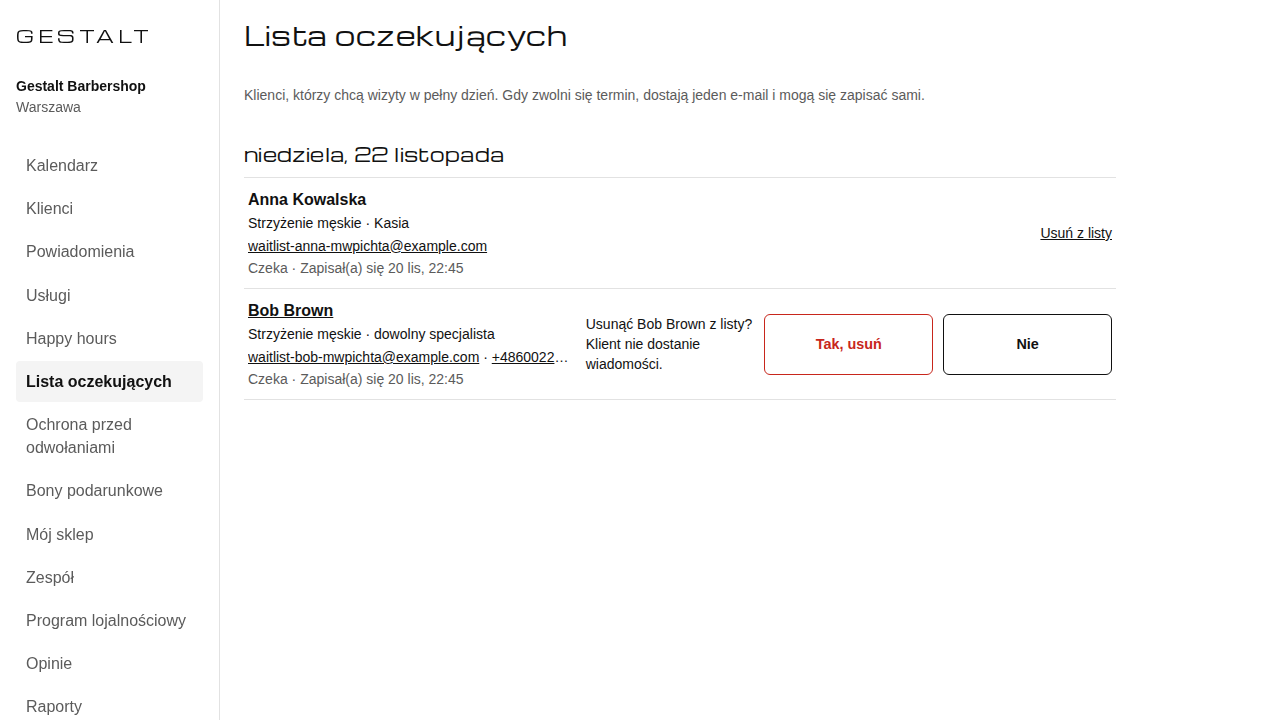 GESTALT
Gestalt Barbershop
Warszawa
Kalendarz
Klienci
Powiadomienia
Usługi
Happy hours
Lista oczekujących
Ochrona przed
odwołaniami
Bony podarunkowe
Mój sklep
Zespół
Program lojalnościowy
Opinie
Raporty
Lista oczekujących
Klienci, którzy chcą wizyty w pełny dzień. Gdy zwolni się termin, dostają jeden e-mail i mogą się zapisać sami.
niedziela, 22 listopada
Anna Kowalska
Strzyżenie męskie · Kasia
waitlist-anna-mwpichta@example.com
Czeka · Zapisał(a) się 20 lis, 22:45
Usuń z listy
Bob Brown
Strzyżenie męskie · dowolny specjalista
waitlist-bob-mwpichta@example.com · +4860022…
Czeka · Zapisał(a) się 20 lis, 22:45
Usunąć Bob Brown z listy?
Klient nie dostanie
wiadomości.
Tak, usuń
Nie